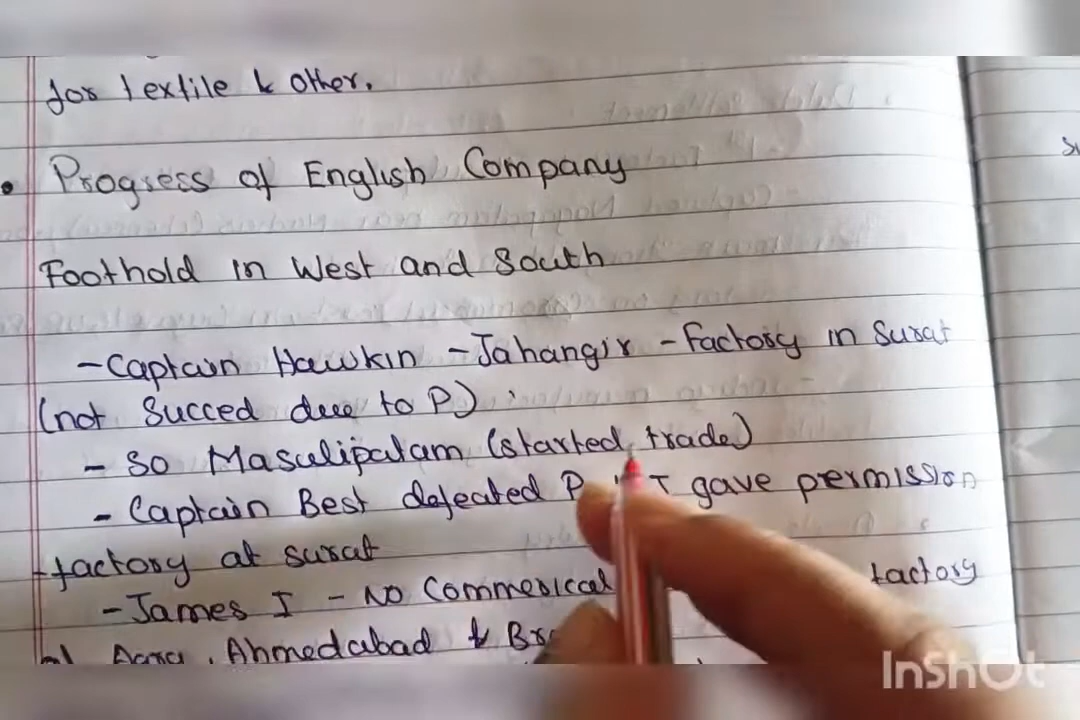 for textile & other.
• Progress of English Company
Foothold in West and South
- Captain Hawkin - Jahangir - Factory in Surat
(not Succed due to P)
- So Masulipatam (started trade)
- Captain Best defeated P gave permission
factory at surat
- James I - No Commerical factory
Agra, Ahmedabad &
InShOt